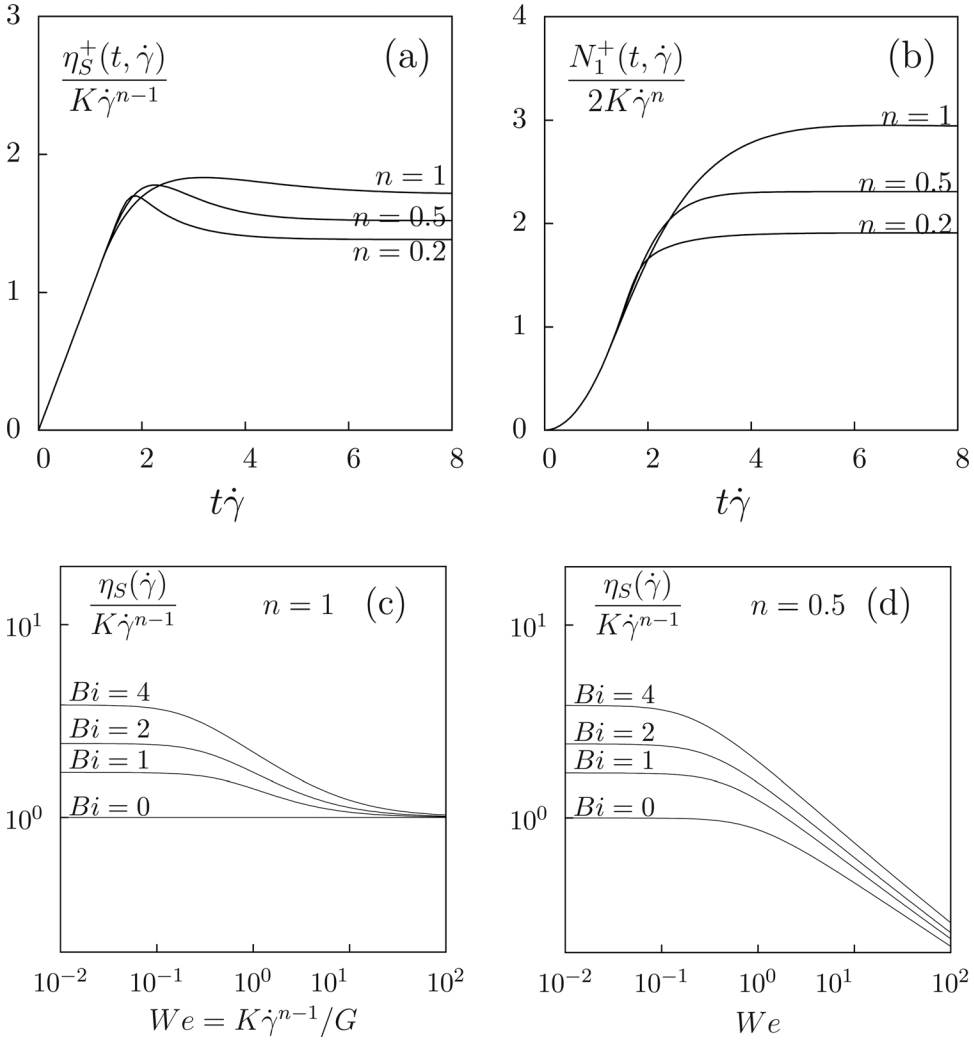 3
2
1
0
η_S^+(t, γ̇)
Kγ̇^{n−1}
(a)
n = 1
n = 0.5
n = 0.2
0 2 4 6 8
tγ̇
4
3
2
1
0
N_1^+(t, γ̇)
2Kγ̇^n
(b)
n = 1
n = 0.5
n = 0.2
0 2 4 6 8
tγ̇
10^1
10^0
η_S(γ̇)
Kγ̇^{n−1}
n = 1 (c)
Bi = 4
Bi = 2
Bi = 1
Bi = 0
10^{−2} 10^{−1} 10^0 10^1 10^2
We = Kγ̇^{n−1}/G
10^1
10^0
η_S(γ̇)
Kγ̇^{n−1}
n = 0.5 (d)
Bi = 4
Bi = 2
Bi = 1
Bi = 0
10^{−2} 10^{−1} 10^0 10^1 10^2
We